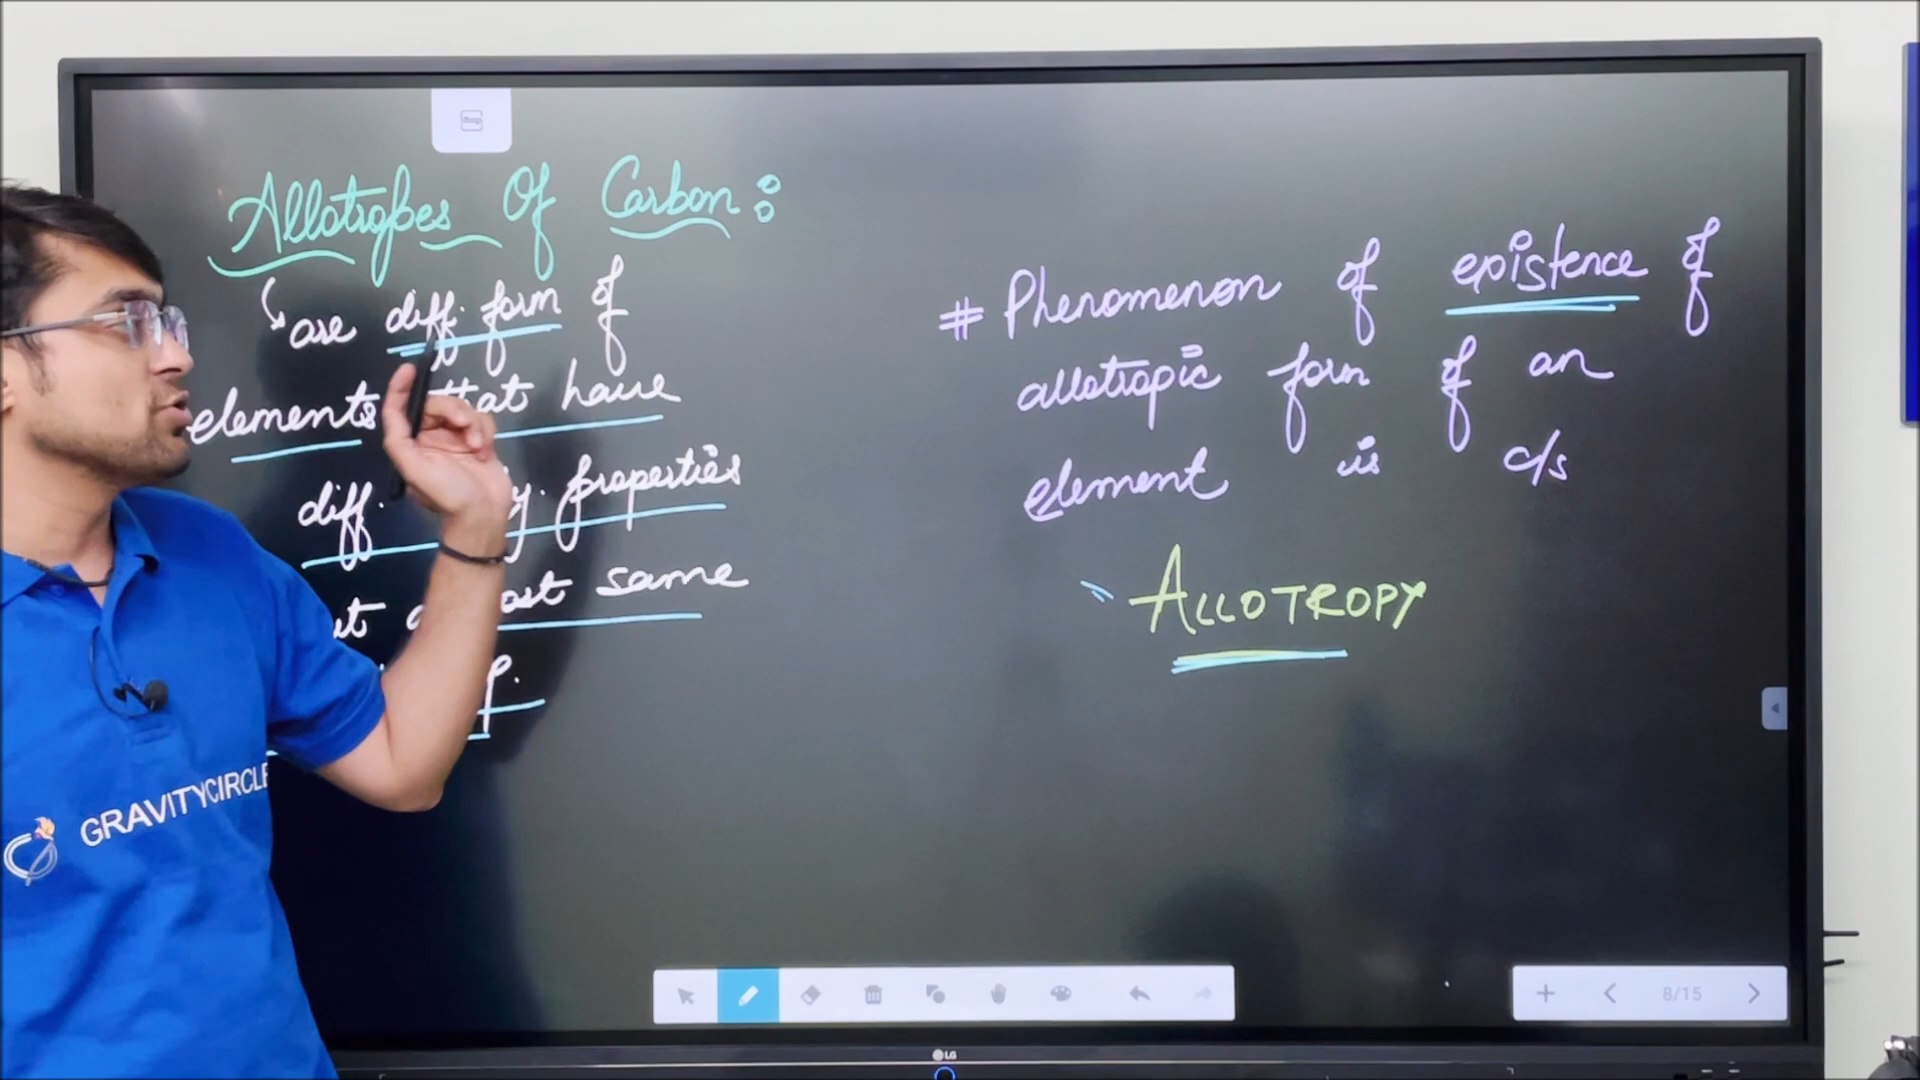 Allotropes Of Carbon:
are diff. form of
elements that have
diff. properties
same
# Phenomenon of existence of
allotropic form of an
element is c/s
ALLOTROPY
GRAVITYCIRCLE
8/15
LG